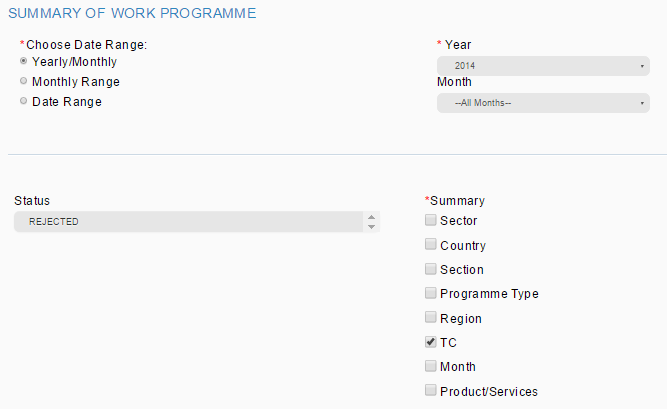 SUMMARY OF WORK PROGRAMME
*Choose Date Range:
Yearly/Monthly
Monthly Range
Date Range
* Year
2014
Month
--All Months--
Status
REJECTED
*Summary
Sector
Country
Section
Programme Type
Region
TC
Month
Product/Services